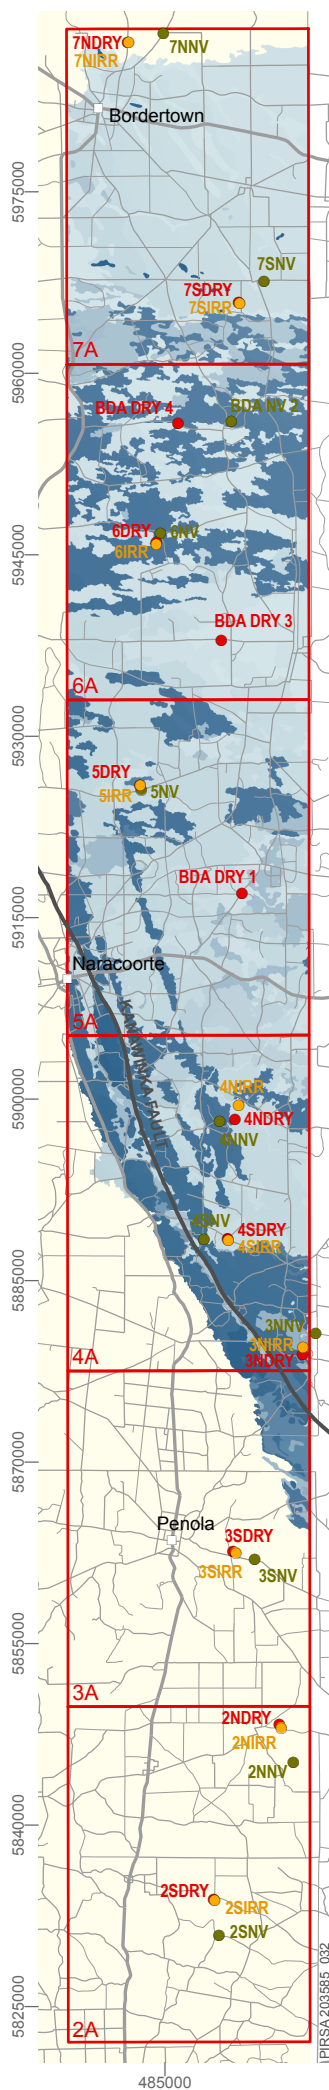 7NNV
7NDRY
7NIRR
Bordertown
5975000
7SNV
7SDRY
7SIRR
7A
5960000
BDA DRY 4
BDA NV 2
6DRY
6NV
6IRR
5945000
BDA DRY 3
6A
5930000
5DRY
5IRR
5NV
BDA DRY 1
5915000
Naracoorte
KANAWINKA FAULT
5A
4NIRR
5900000
4NDRY
4NNV
4SNV
4SDRY
4SIRR
5885000
3NNV
3NIRR
3NDRY
4A
5870000
Penola
3SDRY
3SIRR
3SNV
5855000
3A
2NDRY
2NIRR
2NNV
5840000
2SDRY
2SIRR
2SNV
5825000
2A
PIRSA 203585_032
485000